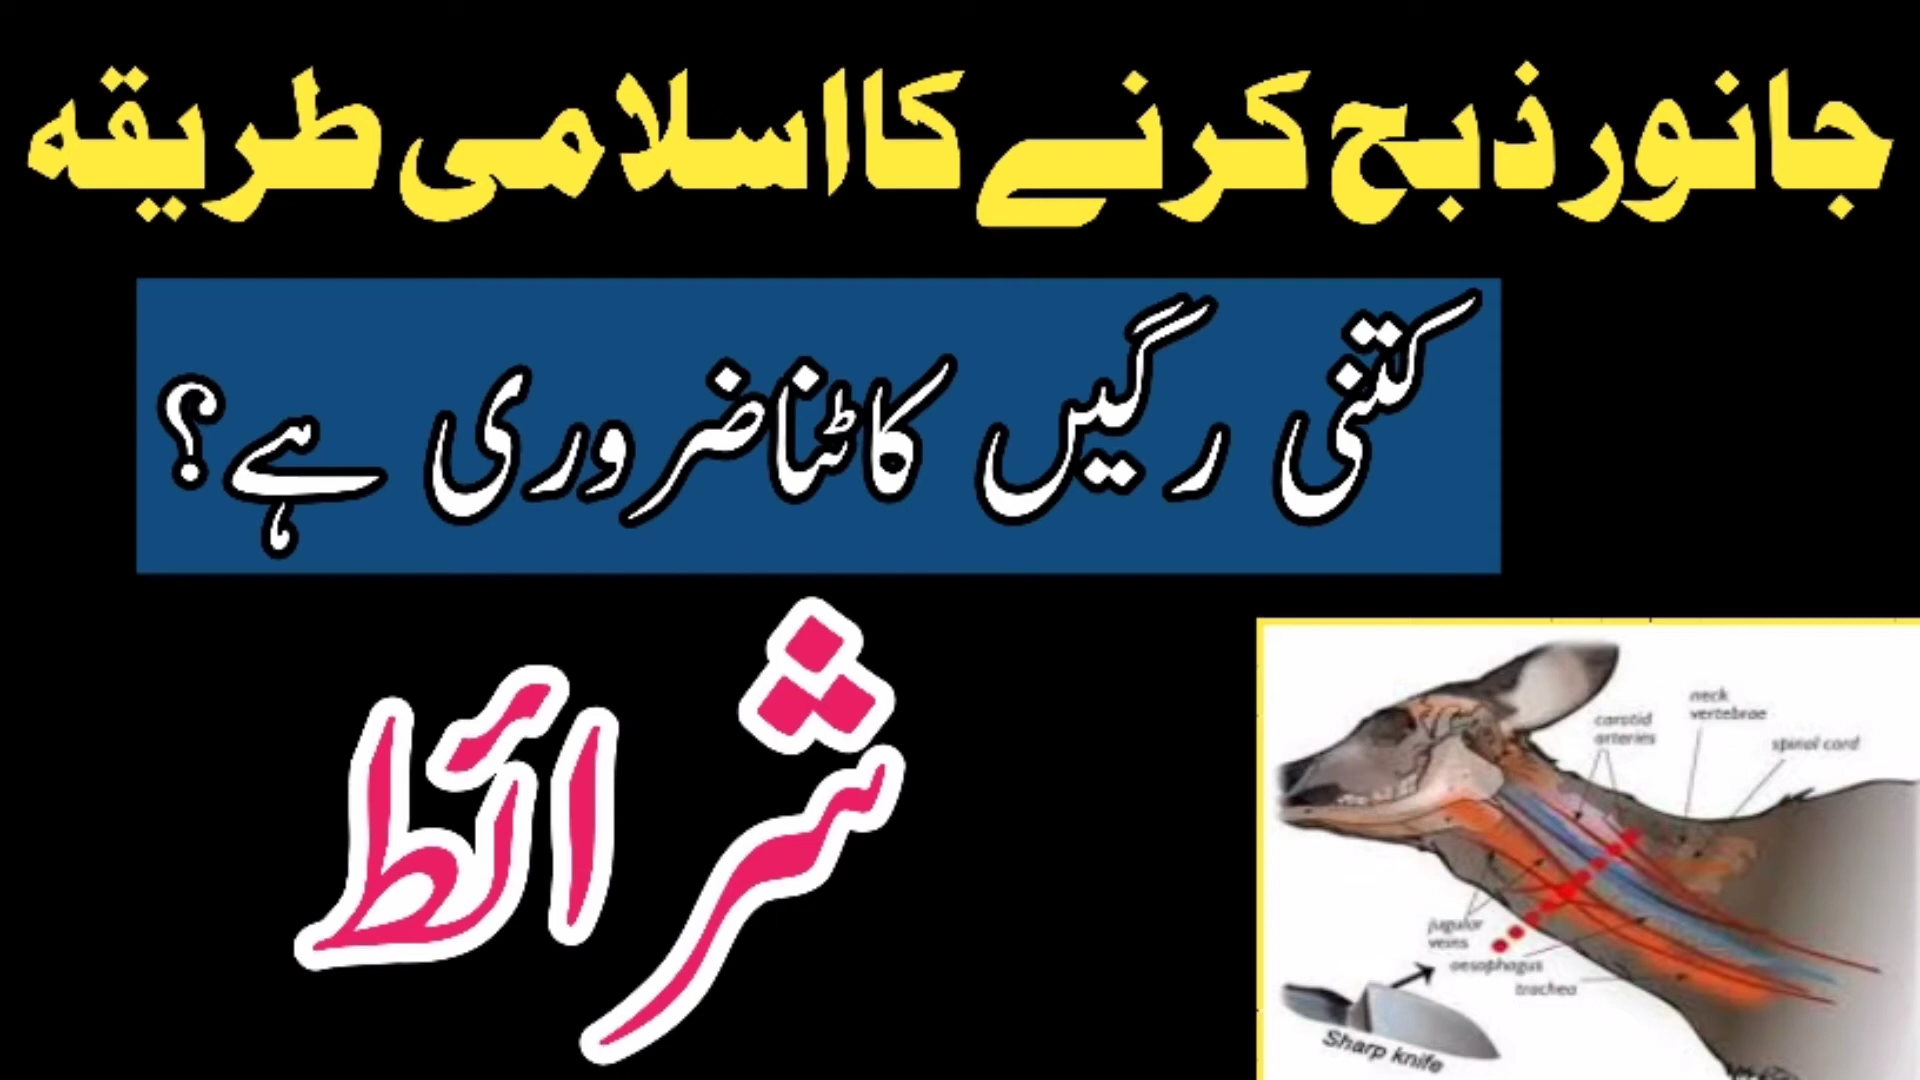 جانور ذبح کرنے کا اسلامی طریقہ
کتنی رگیں کاٹنا ضروری ہے؟
شرائط
neck
vertebrae
carotid
arteries
spinal cord
jugular
veins
oesophagus
trachea
Sharp knife